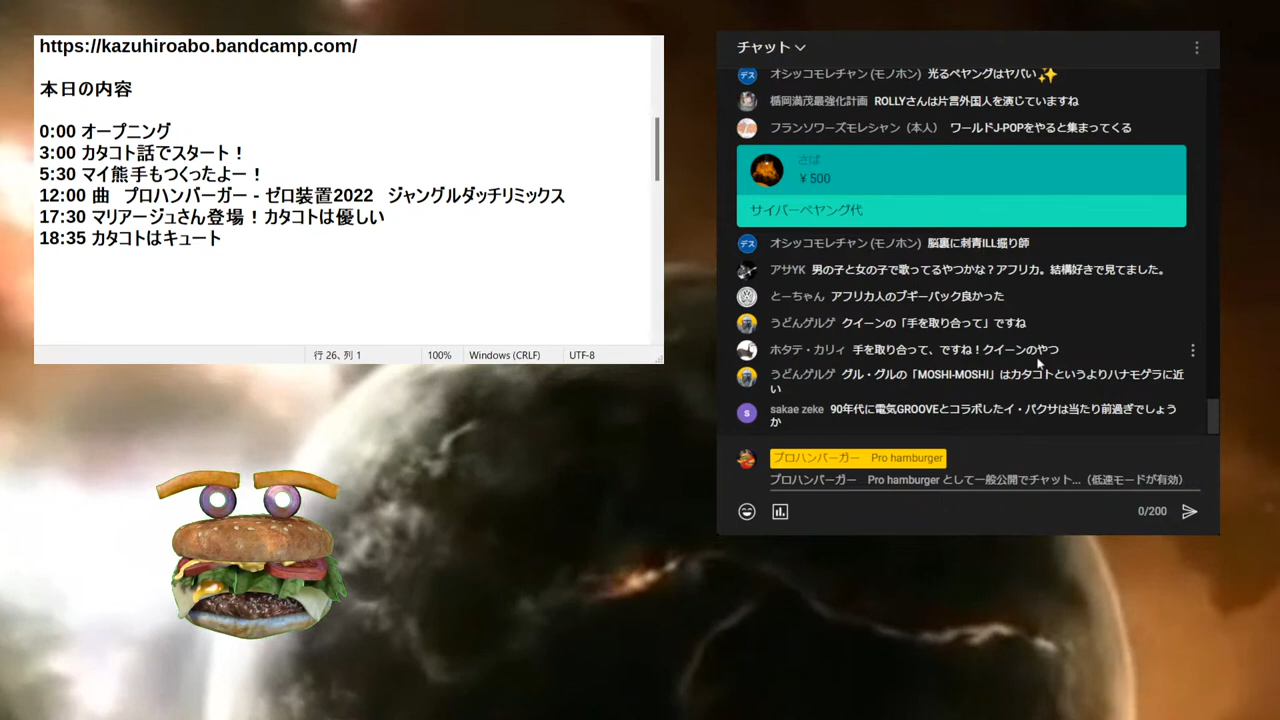 https://kazuhiroabo.bandcamp.com/
本日の内容
0:00 オープニング
3:00 カタコト話でスタート！
5:30 マイ熊手もつくったよー！
12:00 曲　プロハンバーガー - ゼロ装置2022　ジャングルダッチリミックス
17:30 マリアージュさん登場！カタコトは優しい
18:35 カタコトはキュート
行 26、列 1
100%
Windows (CRLF)
UTF-8
チャット
デス オシッコモレチャン (モノホン) 光るペヤングはヤバい✨
楯岡満茂最強化計画 ROLLYさんは片言外国人を演じていますね
フランソワーズモレシャン（本人） ワールドJ-POPをやると集まってくる
さば
￥500
サイバーペヤング代
デス オシッコモレチャン (モノホン) 脳裏に刺青ILL掘り師
アサYK 男の子と女の子で歌ってるやつかな？アフリカ。結構好きで見てました。
とーちゃん アフリカ人のブギーバック良かった
うどんゲルゲ クイーンの「手を取り合って」ですね
ホタテ・カリィ 手を取り合って、ですね！クイーンのやつ
うどんゲルゲ グル・グルの「MOSHI-MOSHI」はカタコトというよりハナモゲラに近
い
s sakae zeke 90年代に電気GROOVEとコラボしたイ・パクサは当たり前過ぎでしょう
か
プロハンバーガー　Pro hamburger
プロハンバーガー　Pro hamburger として一般公開でチャット...（低速モードが有効）
0/200